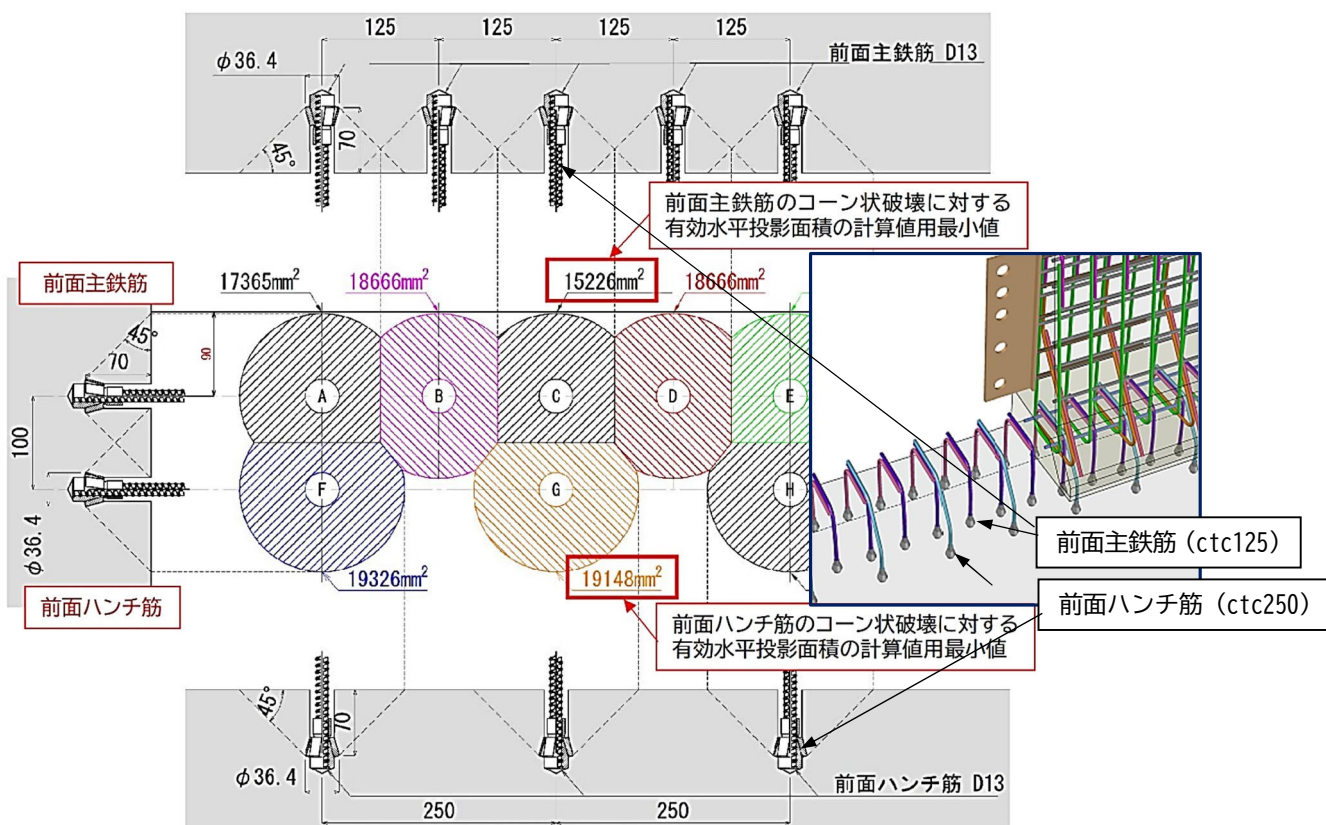 125
125
125
125
前面主鉄筋 D13
φ36.4
70
45°
45°
前面主鉄筋のコーン状破壊に対する
有効水平投影面積の計算値用最小値
前面主鉄筋
17365mm²
18666mm²
15226mm²
18666mm²
45°
70
90
A
B
C
D
E
100
F
G
H
φ36.4
前面主鉄筋（ctc125）
19326mm²
19148mm²
前面ハンチ筋
前面ハンチ筋（ctc250）
前面ハンチ筋のコーン状破壊に対する
有効水平投影面積の計算値用最小値
45°
70
φ36.4
前面ハンチ筋 D13
250
250